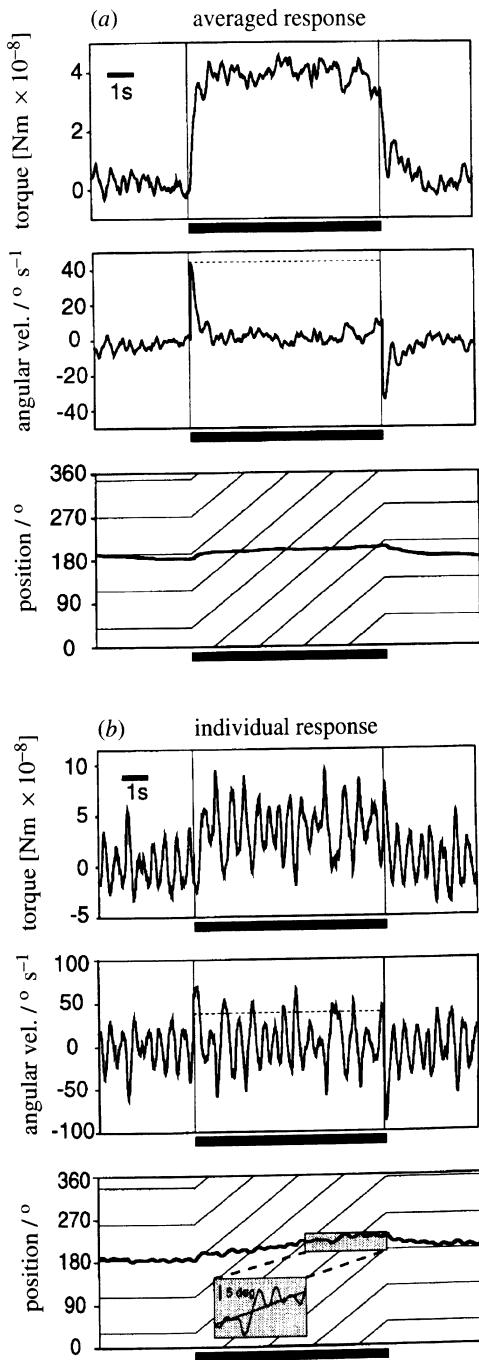 (a) averaged response
torque [Nm × 10⁻⁸]
4
2
0
1s
angular vel. / º s⁻¹
40
20
0
-20
-40
position / º
360
270
180
90
0
(b) individual response
torque [Nm × 10⁻⁸]
10
5
0
-5
1s
angular vel. / º s⁻¹
100
50
0
-50
-100
position / º
360
270
180
90
0
5 deg